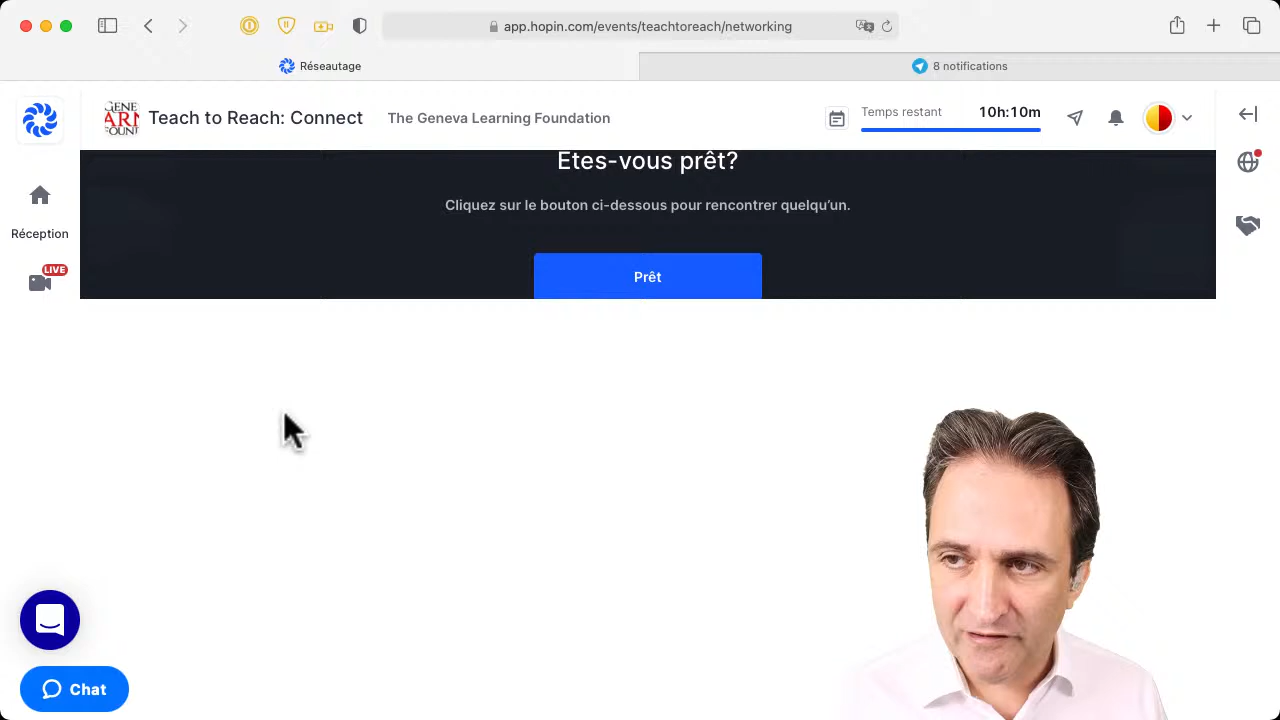 app.hopin.com/events/teachtoreach/networking
Réseautage
8 notifications
Teach to Reach: Connect
The Geneva Learning Foundation
Temps restant
10h:10m
Réception
LIVE
Etes-vous prêt?
Cliquez sur le bouton ci-dessous pour rencontrer quelqu’un.
Prêt
Chat